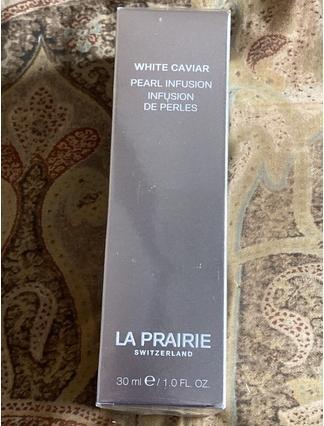 WHITE CAVIAR
PEARL INFUSION
INFUSION
DE PERLES
LA PRAIRIE
SWITZERLAND
30 ml ℮ / 1.0 FL. OZ.